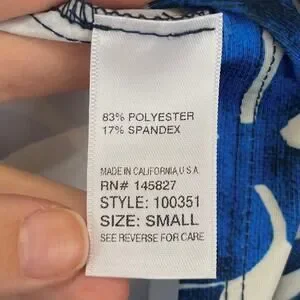 83% POLYESTER
17% SPANDEX
MADE IN CALIFORNIA, U.S.A.
RN# 145827
STYLE: 100351
SIZE: SMALL
SEE REVERSE FOR CARE